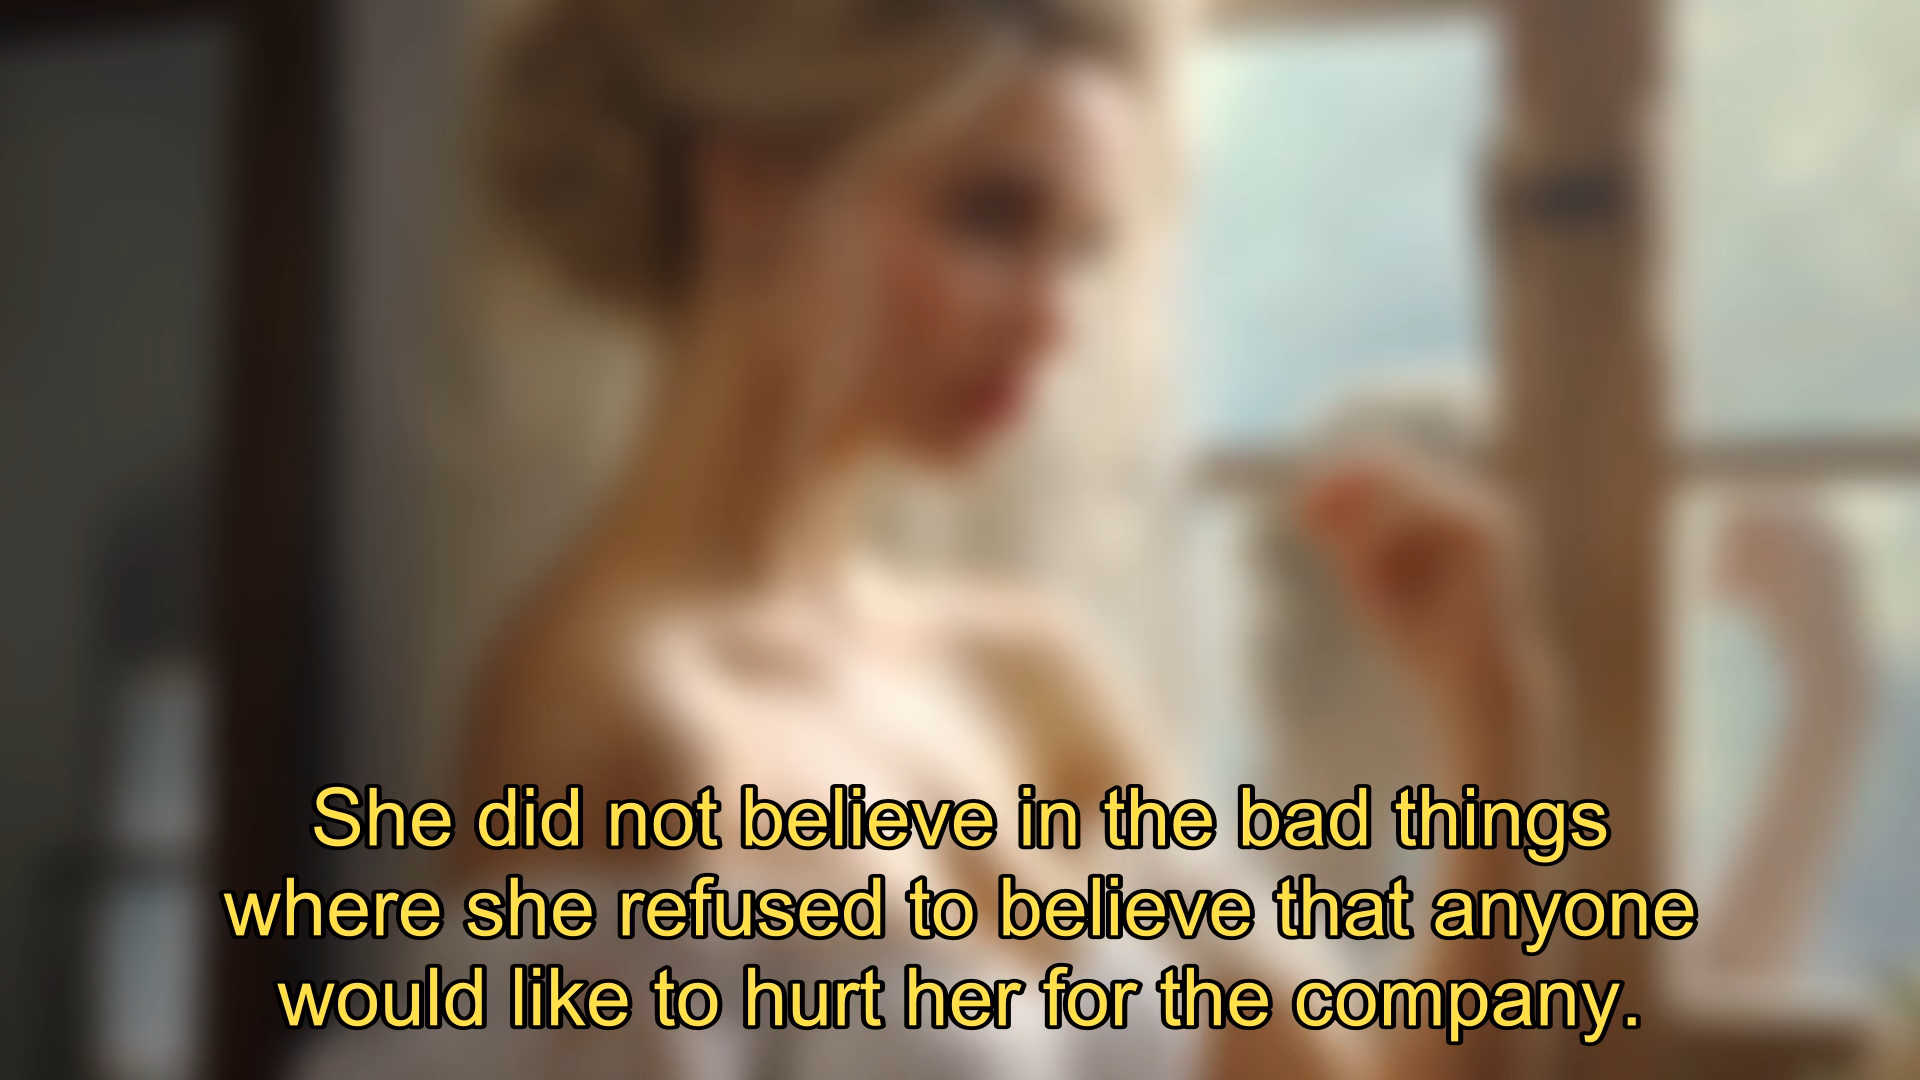 She did not believe in the bad things
where she refused to believe that anyone
would like to hurt her for the company.